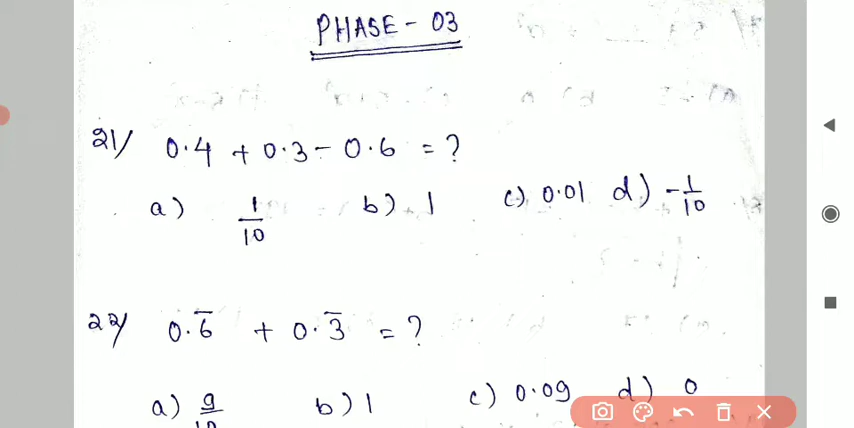 PHASE - 03
21) 0.4 + 0.3 - 0.6 = ?
a) 1/10 b) 1 c) 0.01 d) -1/10
22) 0.6̅ + 0.3̅ = ?
a) 9/10 b) 1 c) 0.09 d) 0